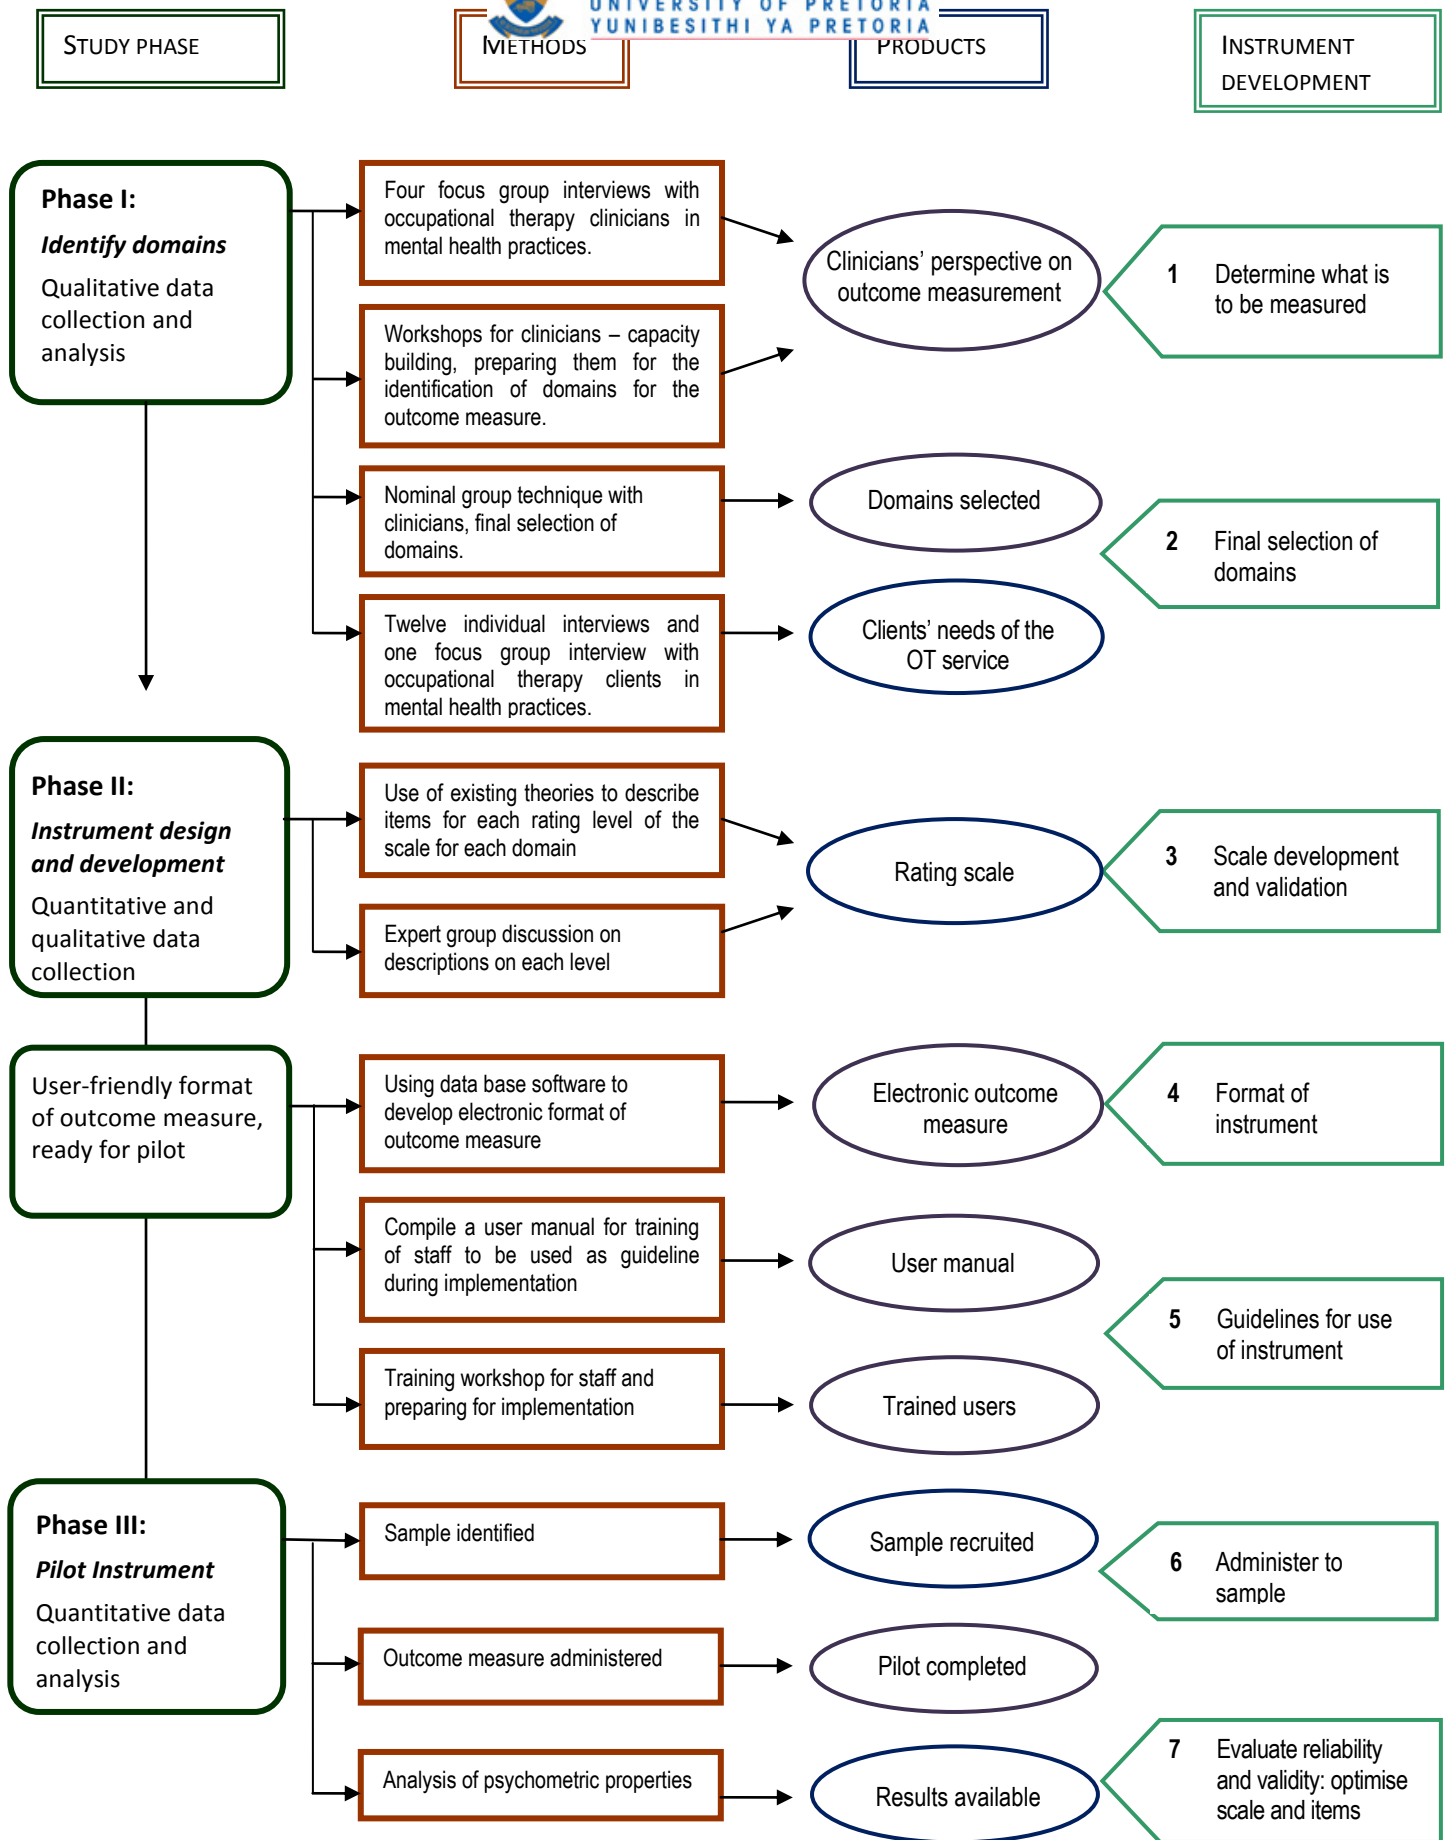 UNIVERSITY OF PRETORIA
YUNIBESITHI YA PRETORIA
STUDY PHASE
METHODS
PRODUCTS
INSTRUMENT
DEVELOPMENT
Phase I:
Identify domains
Qualitative data
collection and
analysis
Four focus group interviews with
occupational therapy clinicians in
mental health practices.
Workshops for clinicians – capacity
building, preparing them for the
identification of domains for the
outcome measure.
Clinicians' perspective on
outcome measurement
1 Determine what is
to be measured
Nominal group technique with
clinicians, final selection of
domains.
Domains selected
2 Final selection of
domains
Twelve individual interviews and
one focus group interview with
occupational therapy clients in
mental health practices.
Clients' needs of the
OT service
Phase II:
Instrument design
and development
Quantitative and
qualitative data
collection
Use of existing theories to describe
items for each rating level of the
scale for each domain
Expert group discussion on
descriptions on each level
Rating scale
3 Scale development
and validation
User-friendly format
of outcome measure,
ready for pilot
Using data base software to
develop electronic format of
outcome measure
Electronic outcome
measure
4 Format of
instrument
Compile a user manual for training
of staff to be used as guideline
during implementation
User manual
5 Guidelines for use
of instrument
Training workshop for staff and
preparing for implementation
Trained users
Phase III:
Pilot Instrument
Quantitative data
collection and
analysis
Sample identified
Sample recruited
6 Administer to
sample
Outcome measure administered
Pilot completed
Analysis of psychometric properties
Results available
7 Evaluate reliability
and validity: optimise
scale and items